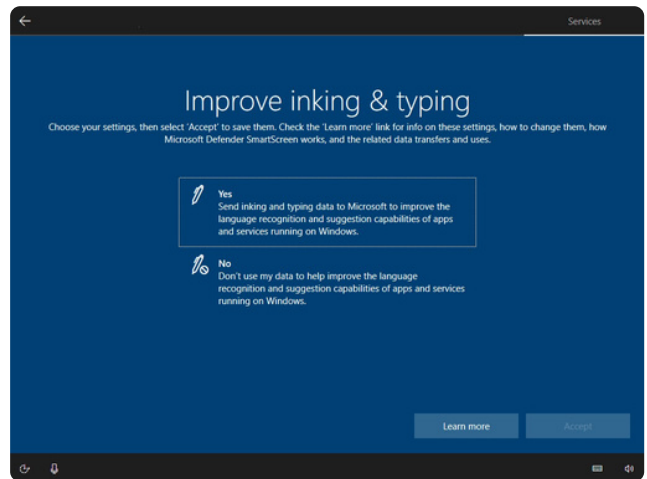 Services
Improve inking & typing
Choose your settings, then select 'Accept' to save them. Check the 'Learn more' link for info on these settings, how to change them, how
Microsoft Defender SmartScreen works, and the related data transfers and uses.
Yes
Send inking and typing data to Microsoft to improve the
language recognition and suggestion capabilities of apps
and services running on Windows.
No
Don't use my data to help improve the language
recognition and suggestion capabilities of apps and services
running on Windows.
Learn more
Accept